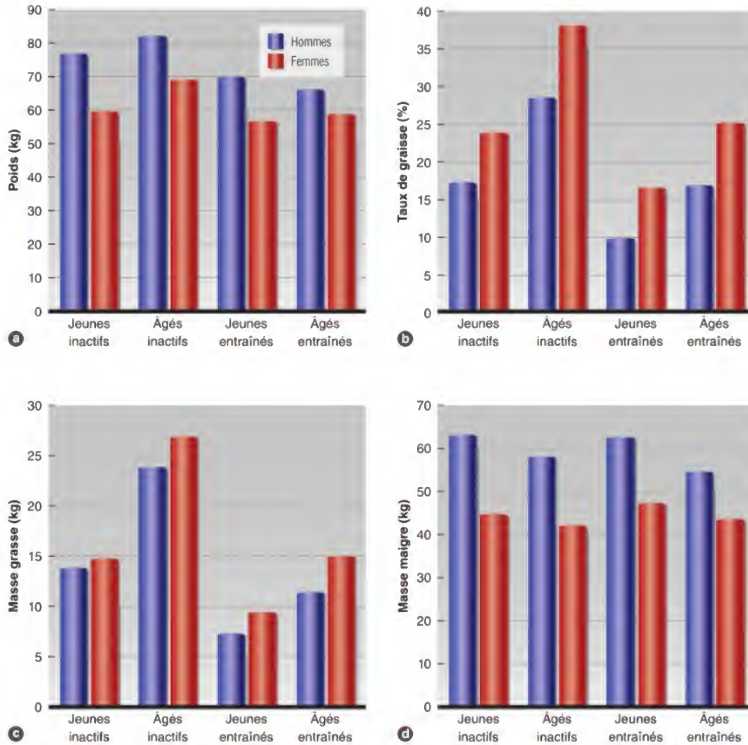 90
80
70
60
50
40
30
20
10
0
Poids (kg)
Hommes
Femmes
Jeunes inactifs
Âgés inactifs
Jeunes entraînés
Âgés entraînés
a
40
35
30
25
20
15
10
5
0
Taux de graisse (%)
Jeunes inactifs
Âgés inactifs
Jeunes entraînés
Âgés entraînés
b
30
25
20
15
10
5
0
Masse grasse (kg)
Jeunes inactifs
Âgés inactifs
Jeunes entraînés
Âgés entraînés
c
70
60
50
40
30
20
10
0
Masse maigre (kg)
Jeunes inactifs
Âgés inactifs
Jeunes entraînés
Âgés entraînés
d